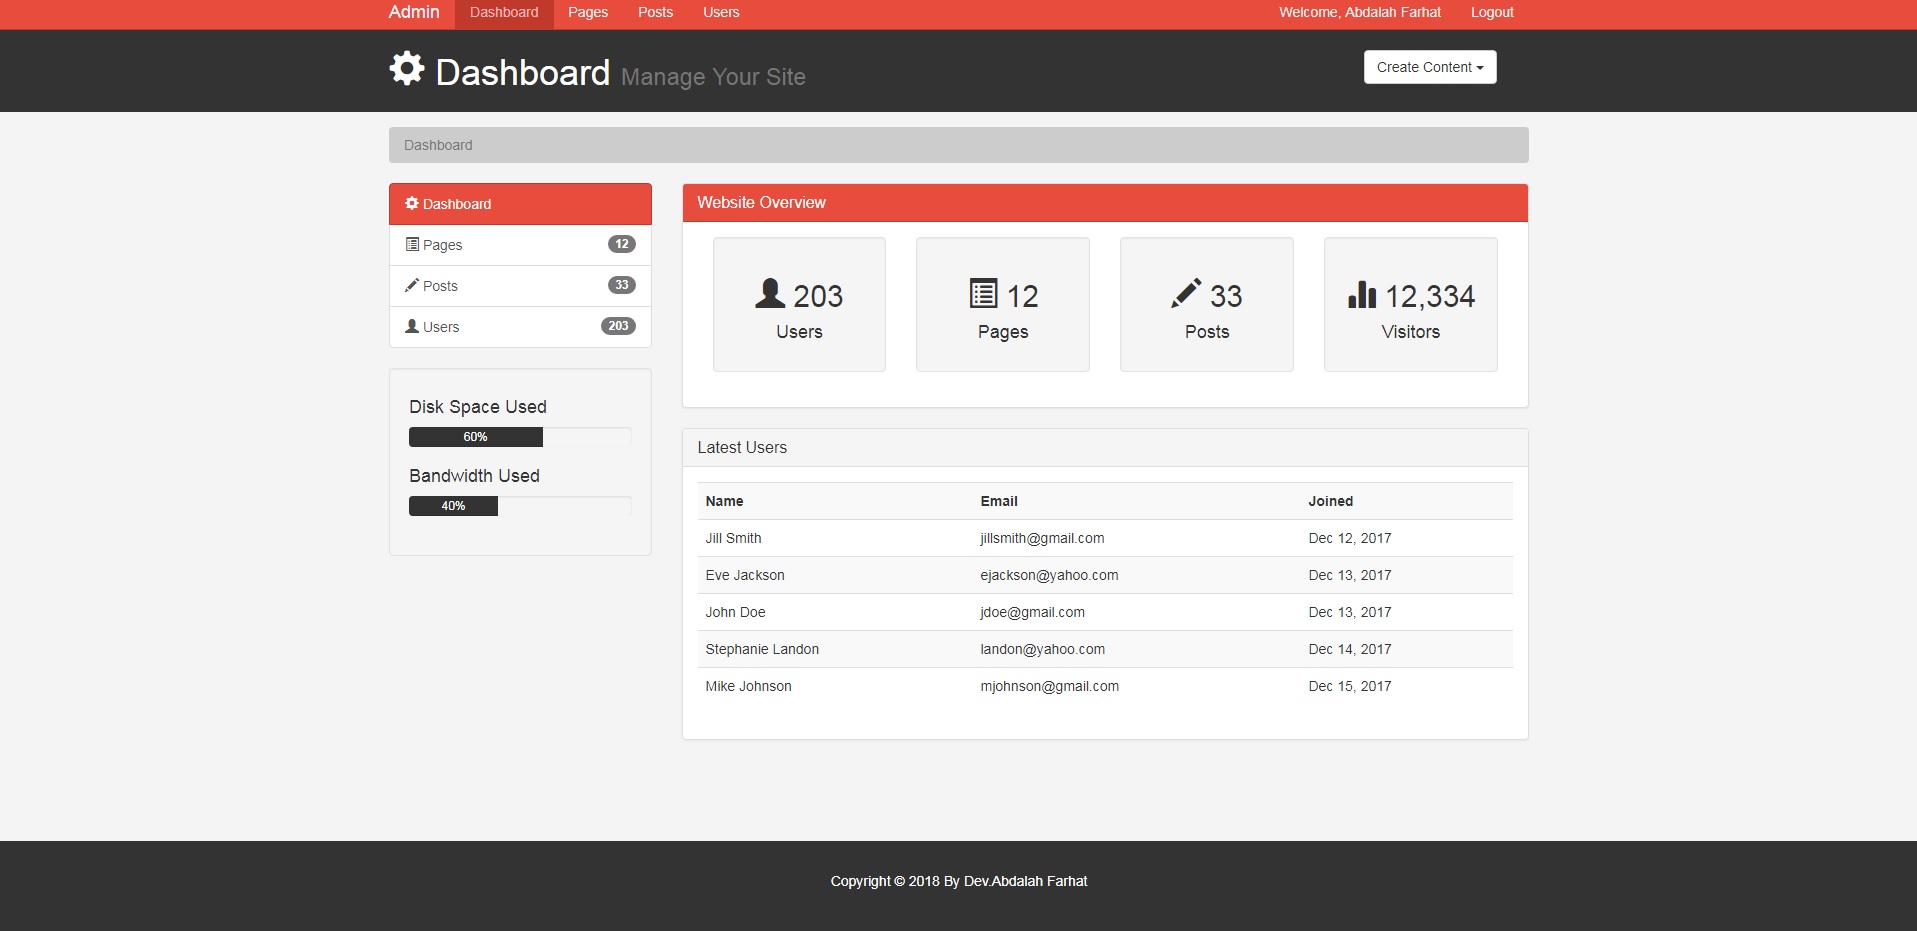 Admin Dashboard Pages Posts Users Welcome, Abdalah Farhat Logout
Dashboard Manage Your Site Create Content
Dashboard
Dashboard
Pages 12
Posts 33
Users 203
Disk Space Used
60%
Bandwidth Used
40%
Website Overview
203 12 33 12,334
Users Pages Posts Visitors
Latest Users
Name Email Joined
Jill Smith jillsmith@gmail.com Dec 12, 2017
Eve Jackson ejackson@yahoo.com Dec 13, 2017
John Doe jdoe@gmail.com Dec 13, 2017
Stephanie Landon landon@yahoo.com Dec 14, 2017
Mike Johnson mjohnson@gmail.com Dec 15, 2017
Copyright © 2018 By Dev.Abdalah Farhat